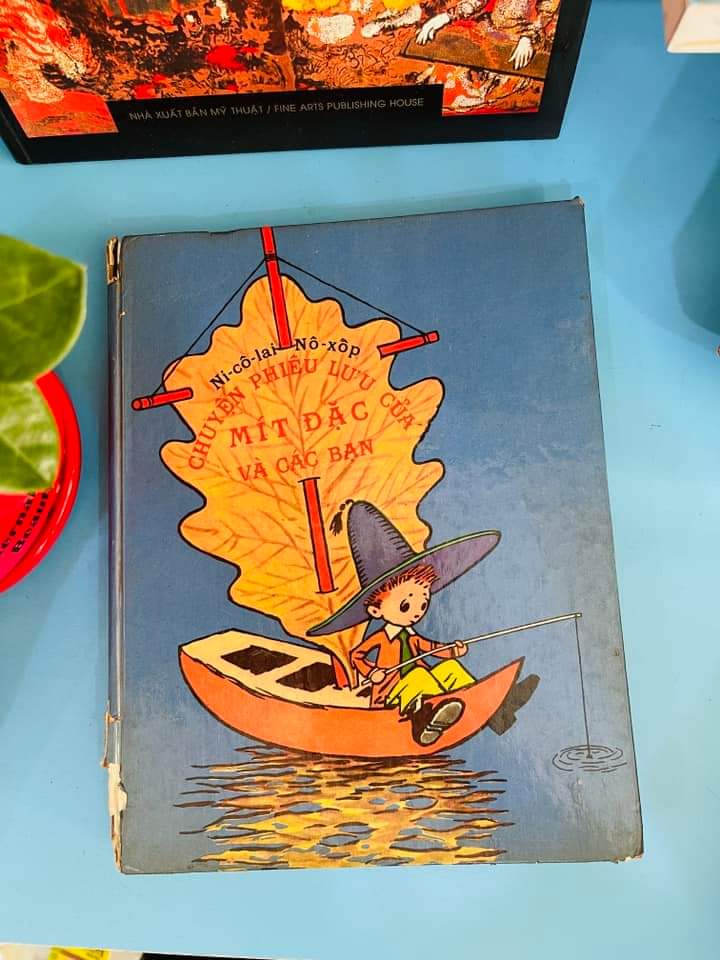 NHÀ XUẤT BẢN MỸ THUẬT / FINE ARTS PUBLISHING HOUSE
Ni-cô-lai Nô-xốp
CHUYỆN PHIÊU LƯU CỦA
MÍT ĐẶC
VÀ CÁC BẠN